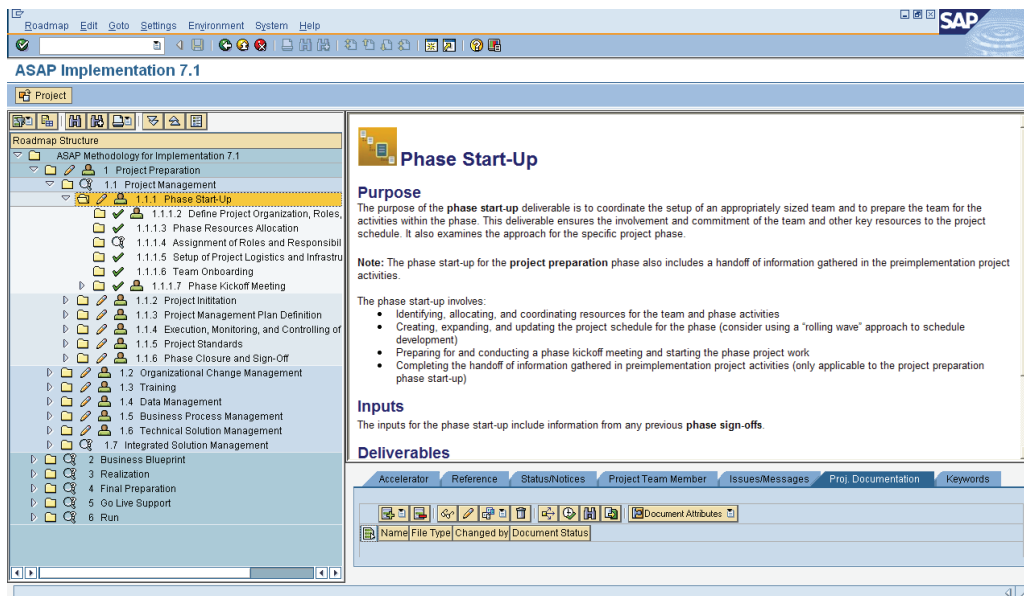 Roadmap Edit Goto Settings Environment System Help
SAP
ASAP Implementation 7.1
Project
Roadmap Structure
ASAP Methodology for Implementation 7.1
1 Project Preparation
1.1 Project Management
1.1.1 Phase Start-Up
1.1.1.2 Define Project Organization, Roles,
1.1.1.3 Phase Resources Allocation
1.1.1.4 Assignment of Roles and Responsibil
1.1.1.5 Setup of Project Logistics and Infrastru
1.1.1.6 Team Onboarding
1.1.1.7 Phase Kickoff Meeting
1.1.2 Project Inititation
1.1.3 Project Management Plan Definition
1.1.4 Execution, Monitoring, and Controlling of
1.1.5 Project Standards
1.1.6 Phase Closure and Sign-Off
1.2 Organizational Change Management
1.3 Training
1.4 Data Management
1.5 Business Process Management
1.6 Technical Solution Management
1.7 Integrated Solution Management
2 Business Blueprint
3 Realization
4 Final Preparation
5 Go Live Support
6 Run
Phase Start-Up
Purpose
The purpose of the phase start-up deliverable is to coordinate the setup of an appropriately sized team and to prepare the team for the
activities within the phase. This deliverable ensures the involvement and commitment of the team and other key resources to the project
schedule. It also examines the approach for the specific project phase.
Note: The phase start-up for the project preparation phase also includes a handoff of information gathered in the preimplementation project
activities.
The phase start-up involves:
• Identifying, allocating, and coordinating resources for the team and phase activities
• Creating, expanding, and updating the project schedule for the phase (consider using a "rolling wave" approach to schedule
development)
• Preparing for and conducting a phase kickoff meeting and starting the phase project work
• Completing the handoff of information gathered in preimplementation project activities (only applicable to the project preparation
phase start-up)
Inputs
The inputs for the phase start-up include information from any previous phase sign-offs.
Deliverables
Accelerator Reference Status/Notices Project Team Member Issues/Messages Proj. Documentation Keywords
Document Attributes
Name File Type Changed by Document Status